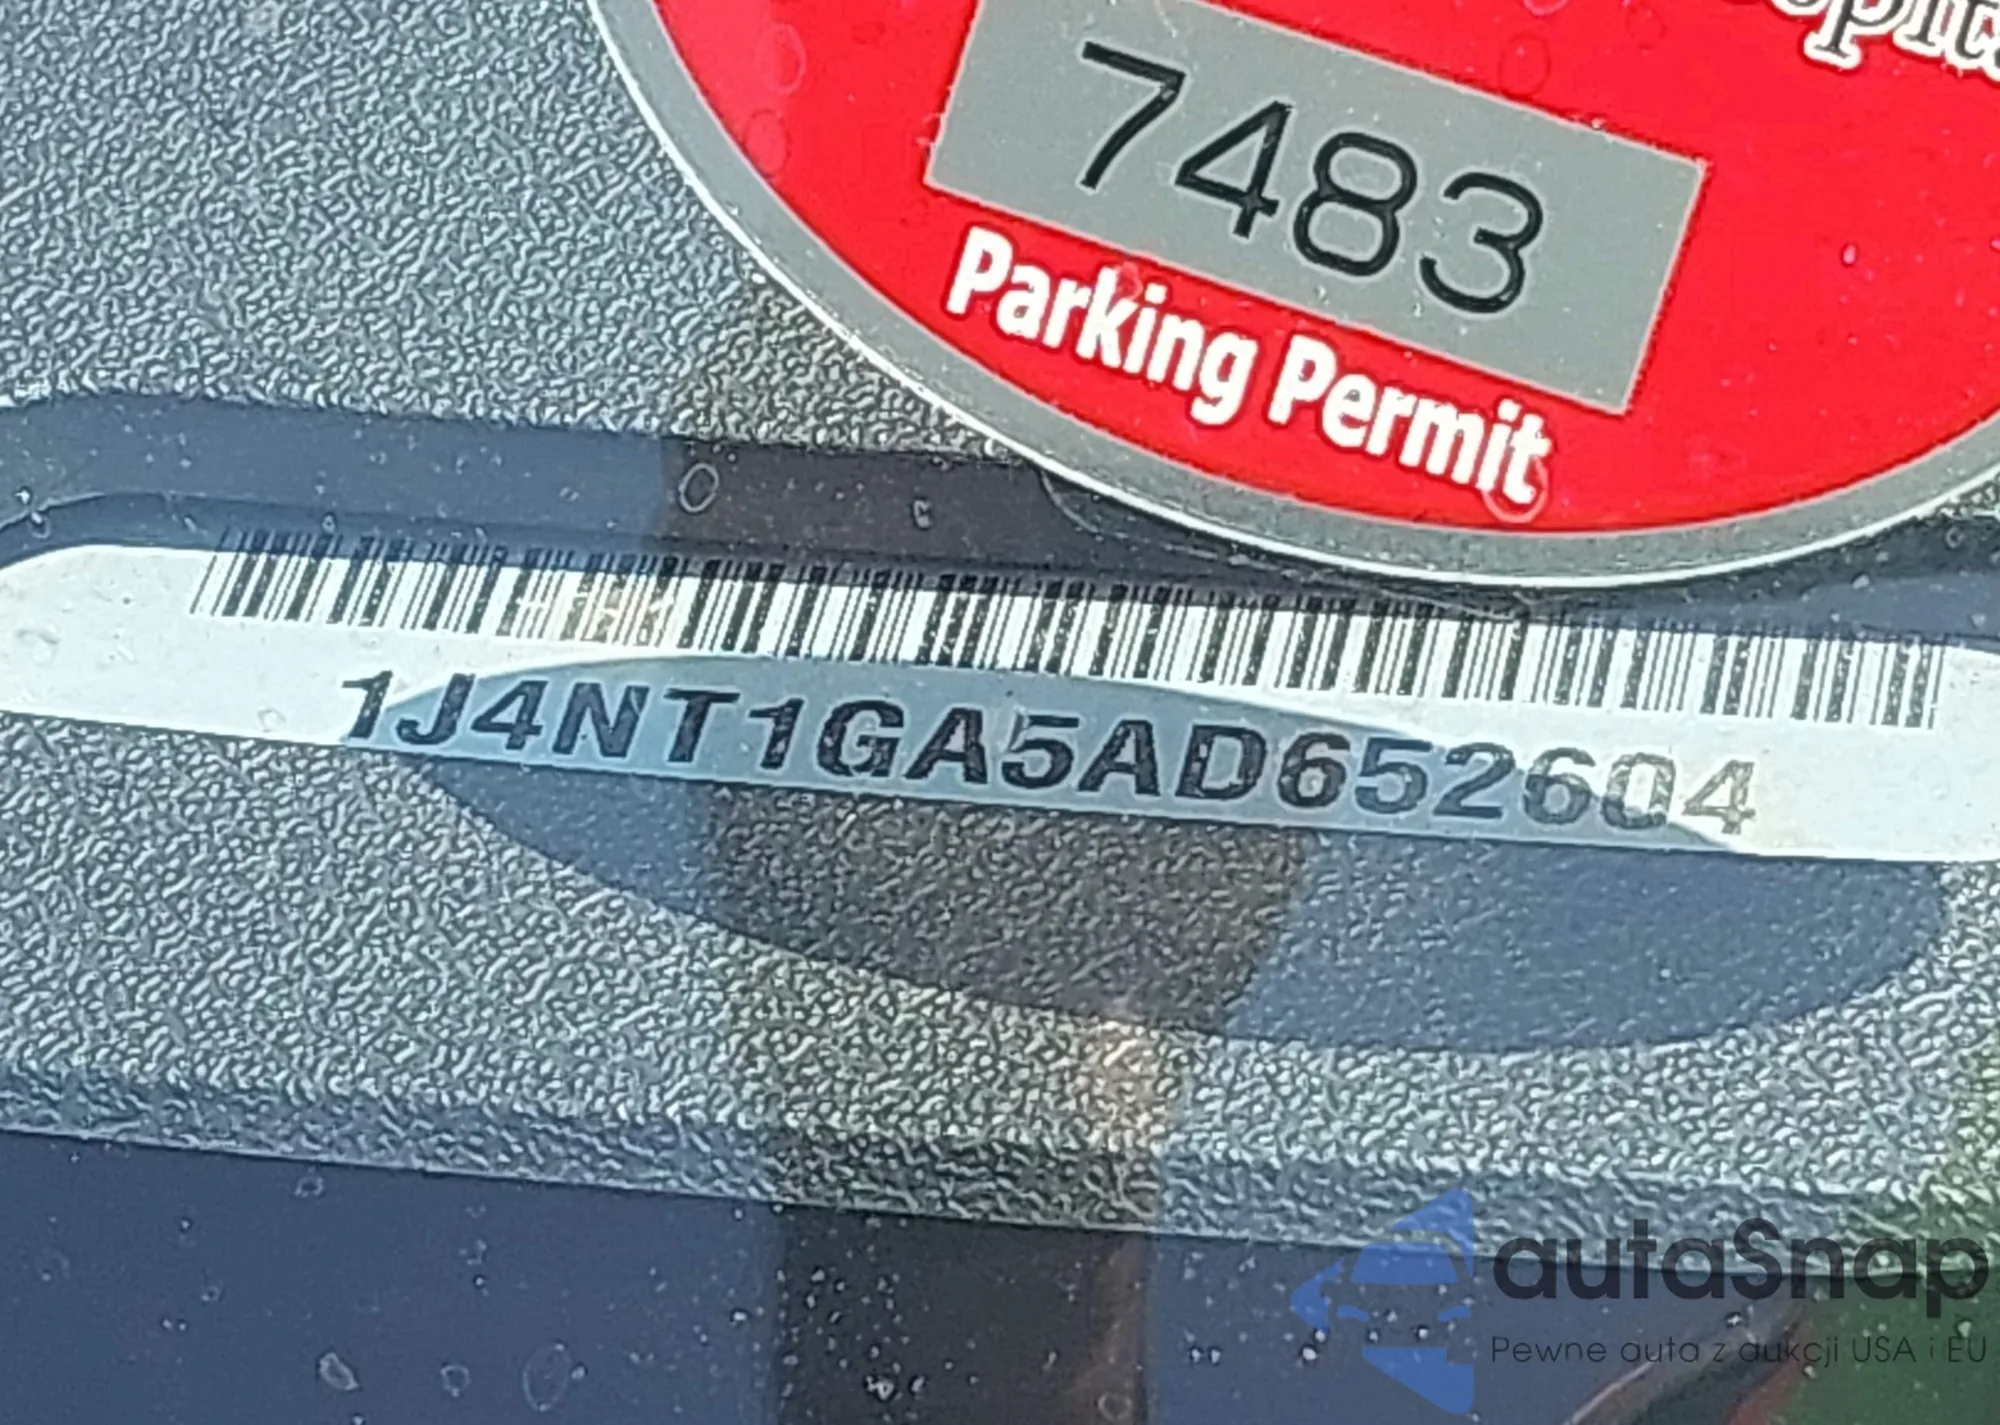 7483
Parking Permit
1J4NT1GA5AD652604
autaSnap
Pewne auta z aukcji USA i EU